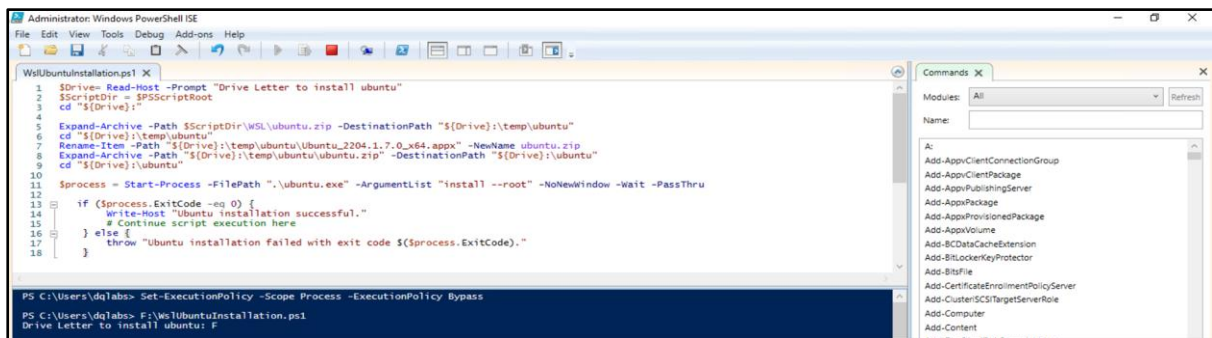 Administrator: Windows PowerShell ISE
File Edit View Tools Debug Add-ons Help
WslUbuntuInstallation.ps1 X
1 $Drive= Read-Host -Prompt "Drive Letter to install ubuntu"
2 $ScriptDir = $PSScriptRoot
3 cd "${Drive}:"
4
5 Expand-Archive -Path $ScriptDir\WSL\ubuntu.zip -DestinationPath "${Drive}:\temp\ubuntu"
6 cd "${Drive}:\temp\ubuntu"
7 Rename-Item -Path "${Drive}:\temp\ubuntu\Ubuntu_2204.1.7.0_x64.appx" -NewName ubuntu.zip
8 Expand-Archive -Path "${Drive}:\temp\ubuntu\ubuntu.zip" -DestinationPath "${Drive}:\ubuntu"
9 cd "${Drive}:\ubuntu"
10
11 $process = Start-Process -FilePath ".\ubuntu.exe" -ArgumentList "install --root" -NoNewWindow -Wait -PassThru
12
13 if ($process.ExitCode -eq 0) {
14 Write-Host "Ubuntu installation successful."
15 # Continue script execution here
16 } else {
17 throw "Ubuntu installation failed with exit code $($process.ExitCode)."
18 }
PS C:\Users\dqlabs> Set-ExecutionPolicy -Scope Process -ExecutionPolicy Bypass
PS C:\Users\dqlabs> F:\WslUbuntuInstallation.ps1
Drive Letter to install ubuntu: F
Commands X
Modules: All Refresh
Name:
A:
Add-AppvClientConnectionGroup
Add-AppvClientPackage
Add-AppvPublishingServer
Add-AppxPackage
Add-AppxProvisionedPackage
Add-AppxVolume
Add-BCDataCacheExtension
Add-BitLockerKeyProtector
Add-BitsFile
Add-CertificateEnrollmentPolicyServer
Add-ClusteriSCSITargetServerRole
Add-Computer
Add-Content